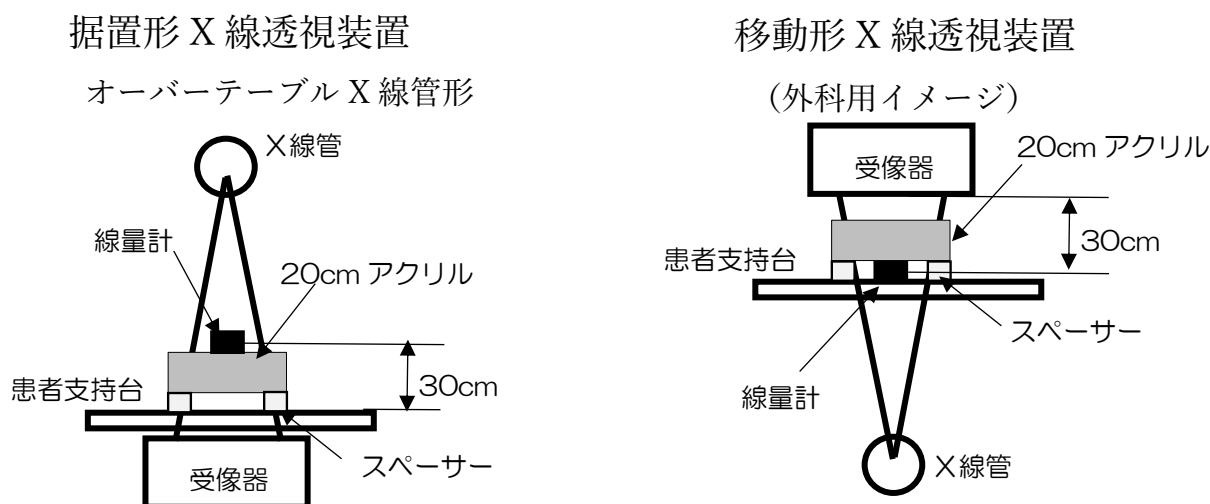 据置形 X 線透視装置
オーバーテーブル X 線管形
X線管
線量計
20cm アクリル
患者支持台
30cm
スペーサー
受像器
移動形 X 線透視装置
（外科用イメージ）
受像器
20cm アクリル
30cm
患者支持台
スペーサー
線量計
X線管